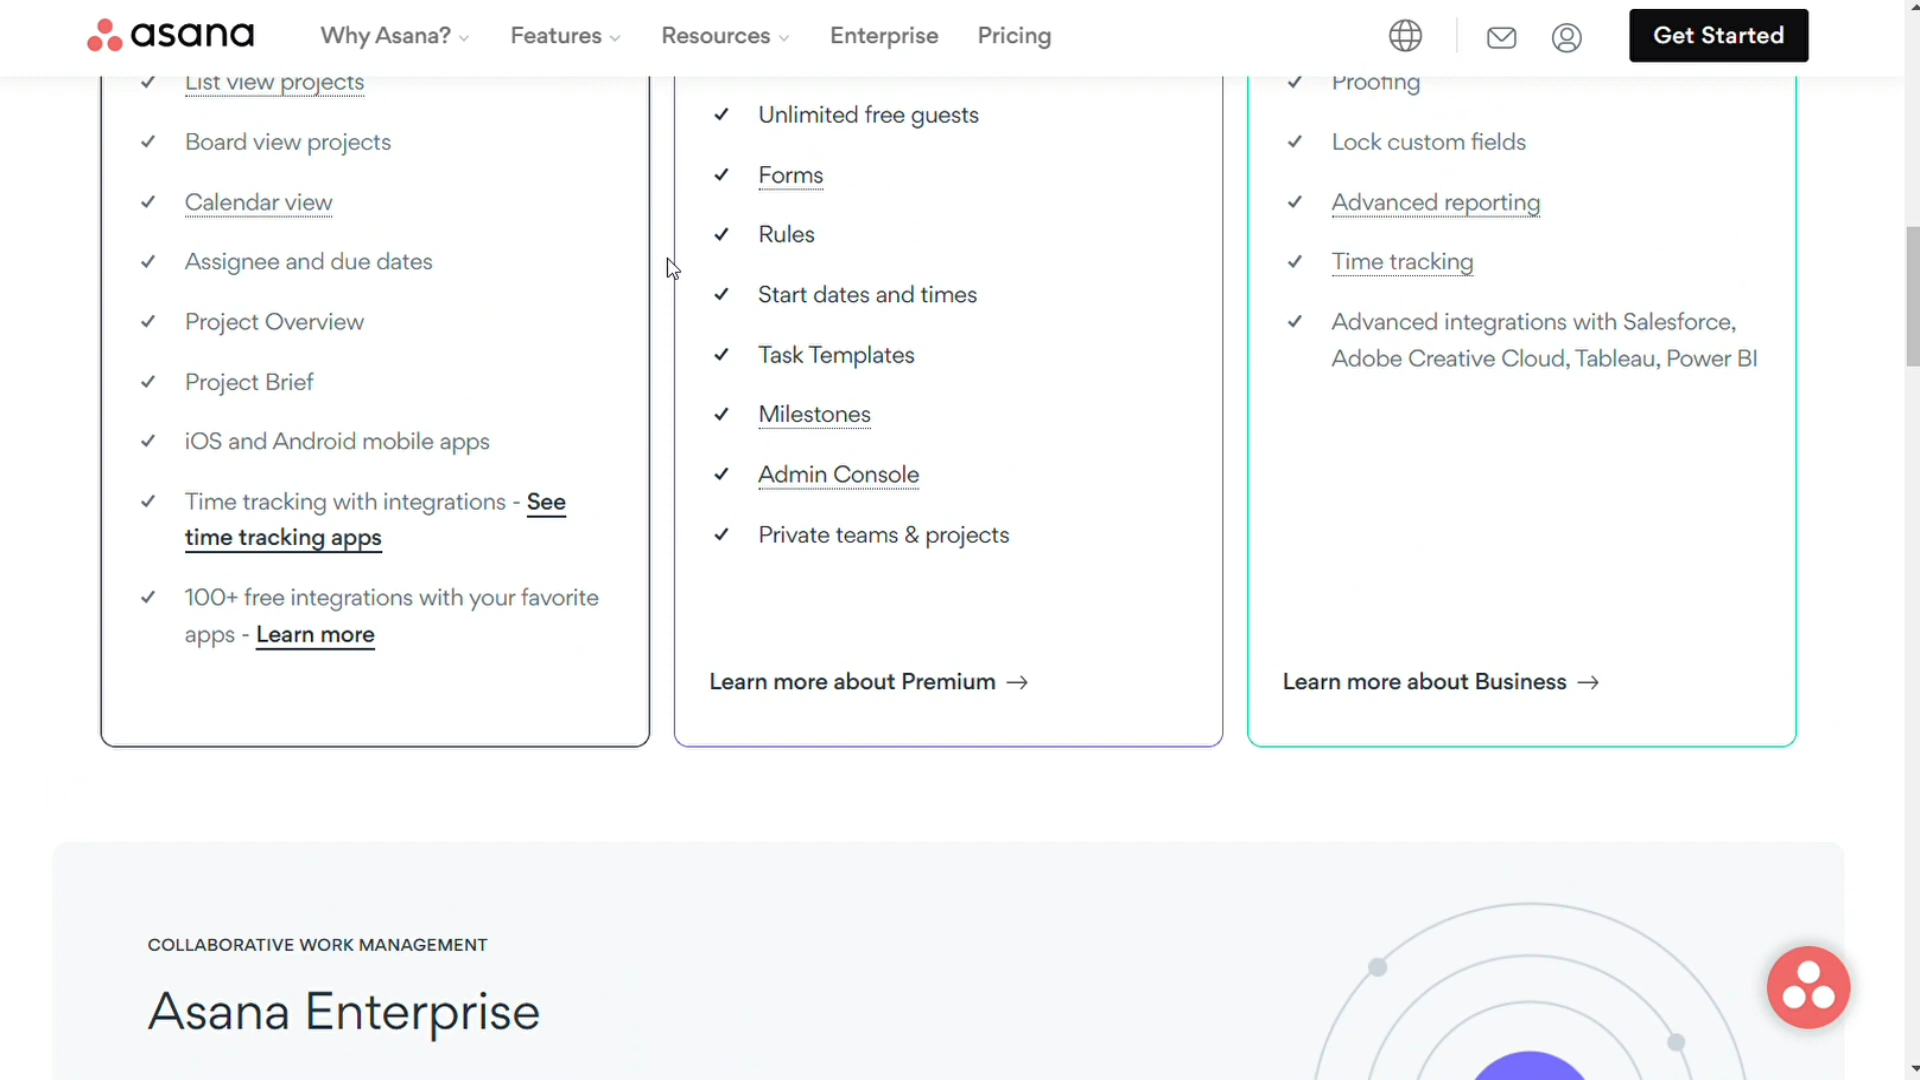 asana
Why Asana?
Features
Resources
Enterprise
Pricing
Get Started
List view projects
Board view projects
Calendar view
Assignee and due dates
Project Overview
Project Brief
iOS and Android mobile apps
Time tracking with integrations - See
time tracking apps
100+ free integrations with your favorite
apps - Learn more
Unlimited free guests
Forms
Rules
Start dates and times
Task Templates
Milestones
Admin Console
Private teams & projects
Learn more about Premium →
Proofing
Lock custom fields
Advanced reporting
Time tracking
Advanced integrations with Salesforce,
Adobe Creative Cloud, Tableau, Power BI
Learn more about Business →
COLLABORATIVE WORK MANAGEMENT
Asana Enterprise